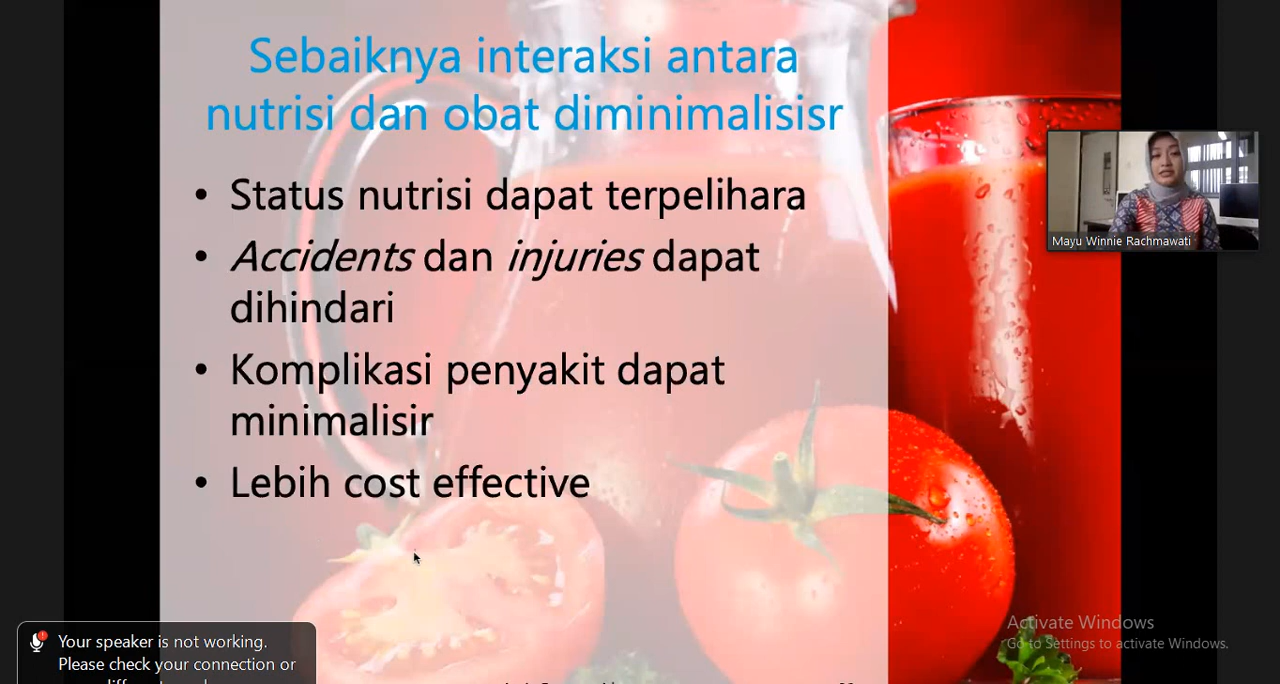 Sebaiknya interaksi antara
nutrisi dan obat diminimalisisr
• Status nutrisi dapat terpelihara
• Accidents dan injuries dapat
dihindari
• Komplikasi penyakit dapat
minimalisir
• Lebih cost effective
Mayu Winnie Rachmawati
Activate Windows
Go to Settings to activate Windows.
Your speaker is not working.
Please check your connection or